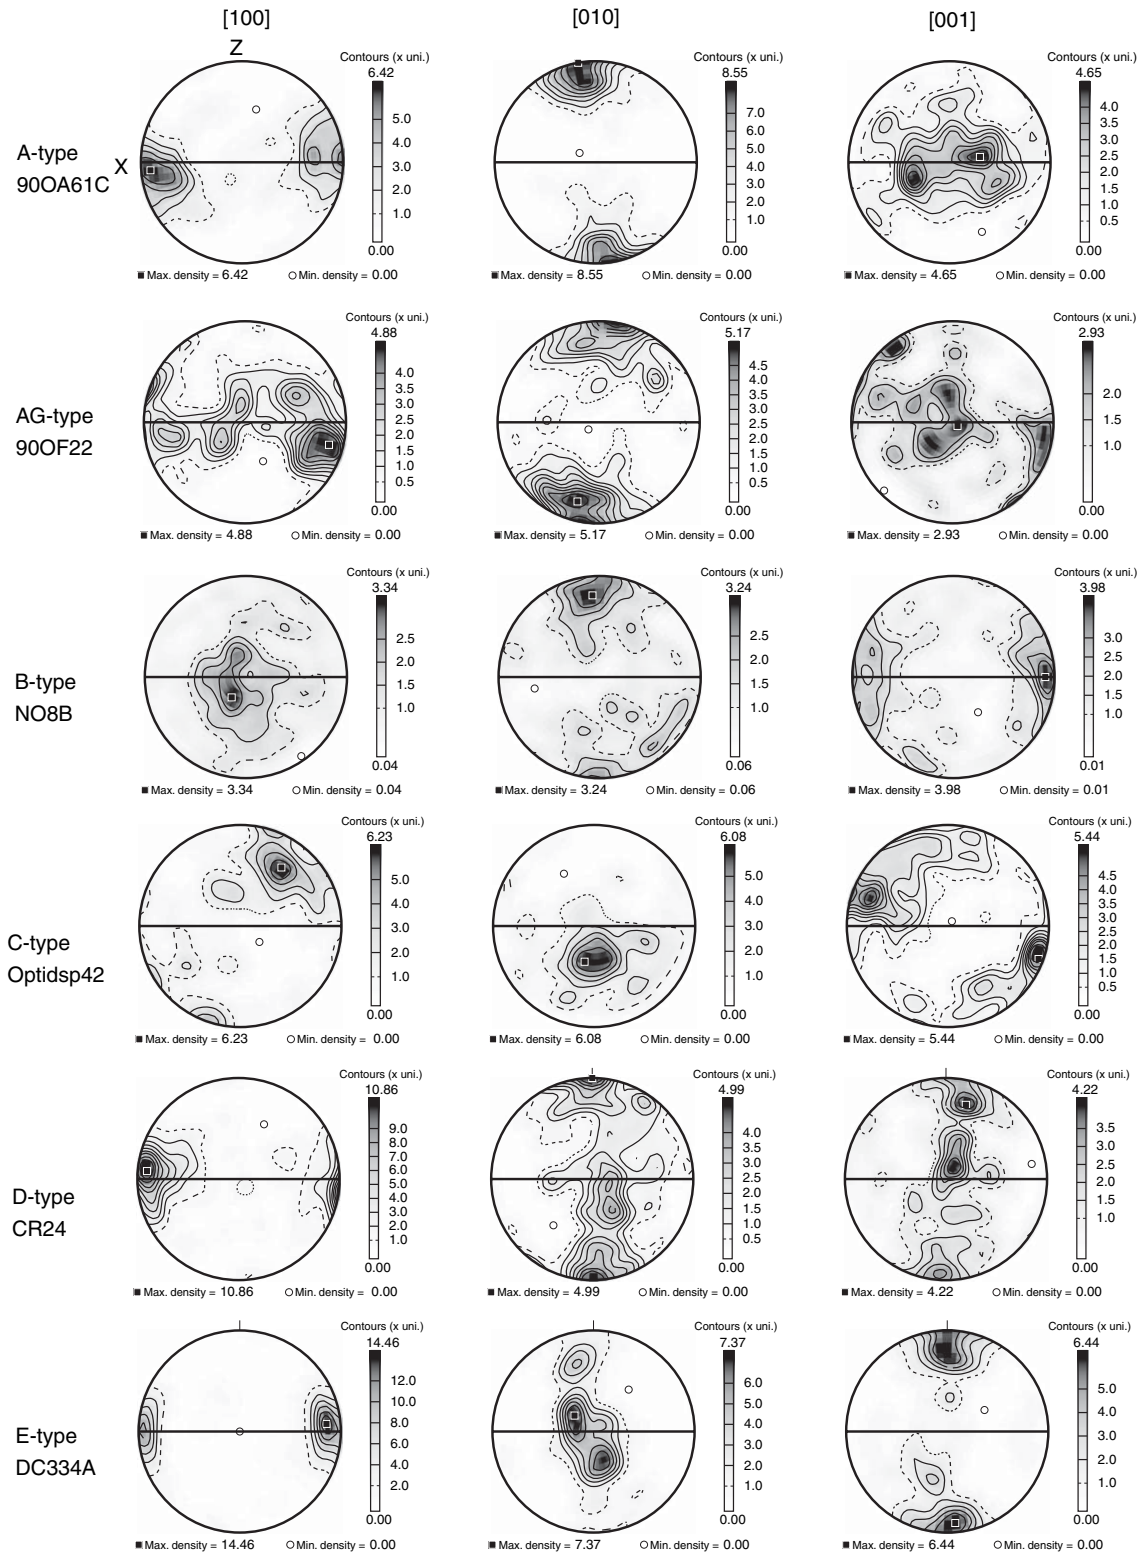 [100] [010] [001]
Z
X
A-type
90OA61C
Contours (x uni.)
6.42
5.0
4.0
3.0
2.0
1.0
0.00
Max. density = 6.42 Min. density = 0.00
Contours (x uni.)
8.55
7.0
6.0
5.0
4.0
3.0
2.0
1.0
0.00
Max. density = 8.55 Min. density = 0.00
Contours (x uni.)
4.65
4.0
3.5
3.0
2.5
2.0
1.5
1.0
0.5
0.00
Max. density = 4.65 Min. density = 0.00
AG-type
90OF22
Contours (x uni.)
4.88
4.0
3.5
3.0
2.5
2.0
1.5
1.0
0.5
0.00
Max. density = 4.88 Min. density = 0.00
Contours (x uni.)
5.17
4.5
4.0
3.5
3.0
2.5
2.0
1.5
1.0
0.5
0.00
Max. density = 5.17 Min. density = 0.00
Contours (x uni.)
2.93
2.0
1.5
1.0
0.00
Max. density = 2.93 Min. density = 0.00
B-type
NO8B
Contours (x uni.)
3.34
2.5
2.0
1.5
1.0
0.04
Max. density = 3.34 Min. density = 0.04
Contours (x uni.)
3.24
2.5
2.0
1.5
1.0
0.06
Max. density = 3.24 Min. density = 0.06
Contours (x uni.)
3.98
3.0
2.5
2.0
1.5
1.0
0.01
Max. density = 3.98 Min. density = 0.01
C-type
Optidsp42
Contours (x uni.)
6.23
5.0
4.0
3.0
2.0
1.0
0.00
Max. density = 6.23 Min. density = 0.00
Contours (x uni.)
6.08
5.0
4.0
3.0
2.0
1.0
0.00
Max. density = 6.08 Min. density = 0.00
Contours (x uni.)
5.44
4.5
4.0
3.5
3.0
2.5
2.0
1.5
1.0
0.5
0.00
Max. density = 5.44 Min. density = 0.00
D-type
CR24
Contours (x uni.)
10.86
9.0
8.0
7.0
6.0
5.0
4.0
3.0
2.0
1.0
0.00
Max. density = 10.86 Min. density = 0.00
Contours (x uni.)
4.99
4.0
3.5
3.0
2.5
2.0
1.5
1.0
0.5
0.00
Max. density = 4.99 Min. density = 0.00
Contours (x uni.)
4.22
3.5
3.0
2.5
2.0
1.5
1.0
0.00
Max. density = 4.22 Min. density = 0.00
E-type
DC334A
Contours (x uni.)
14.46
12.0
10.0
8.0
6.0
4.0
2.0
0.00
Max. density = 14.46 Min. density = 0.00
Contours (x uni.)
7.37
6.0
5.0
4.0
3.0
2.0
1.0
0.00
Max. density = 7.37 Min. density = 0.00
Contours (x uni.)
6.44
5.0
4.0
3.0
2.0
1.0
0.00
Max. density = 6.44 Min. density = 0.00